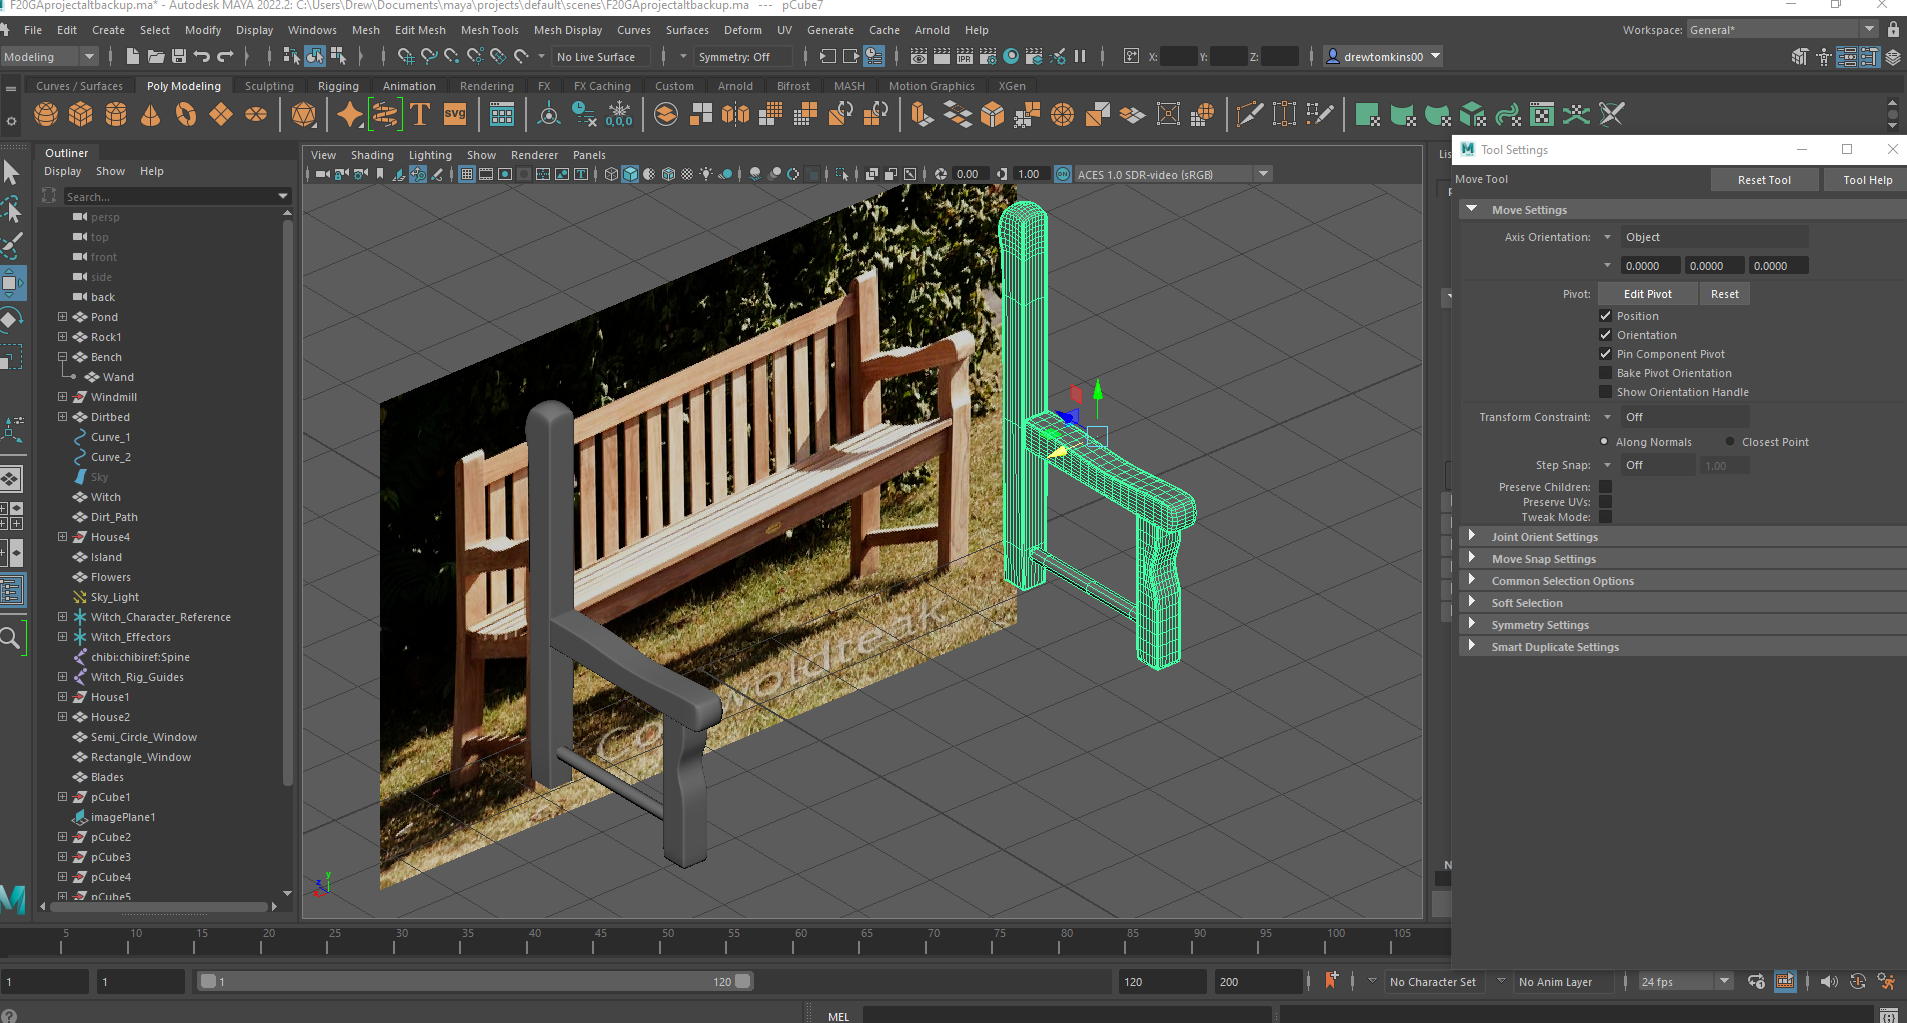 F20GAprojectaltbackup.ma* - Autodesk MAYA 2022.2: C:\Users\Drew\Documents\maya\projects\default\scenes\F20GAprojectaltbackup.ma --- pCube7
File Edit Create Select Modify Display Windows Mesh Edit Mesh Mesh Tools Mesh Display Curves Surfaces Deform UV Generate Cache Arnold Help
Workspace: General*
Modeling No Live Surface Symmetry: Off X: Y: Z: drewtomkins00
Curves / Surfaces Poly Modeling Sculpting Rigging Animation Rendering FX FX Caching Custom Arnold Bifrost MASH Motion Graphics XGen
T SVG 0,0,0
Outliner
Display Show Help
Search...
persp
top
front
side
back
Pond
Rock1
Bench
Wand
Windmill
Dirtbed
Curve_1
Curve_2
Sky
Witch
Dirt_Path
House4
Island
Flowers
Sky_Light
Witch_Character_Reference
Witch_Effectors
chibi:chibiref:Spine
Witch_Rig_Guides
House1
House2
Semi_Circle_Window
Rectangle_Window
Blades
pCube1
imagePlane1
pCube2
pCube3
pCube4
pCube5
View Shading Lighting Show Renderer Panels
0.00 1.00 ACES 1.0 SDR-video (sRGB)
y
z
x
Tool Settings
Move Tool Reset Tool Tool Help
Move Settings
Axis Orientation: Object
0.0000 0.0000 0.0000
Pivot: Edit Pivot Reset
Position
Orientation
Pin Component Pivot
Bake Pivot Orientation
Show Orientation Handle
Transform Constraint: Off
Along Normals Closest Point
Step Snap: Off 1.00
Preserve Children:
Preserve UVs:
Tweak Mode:
Joint Orient Settings
Move Snap Settings
Common Selection Options
Soft Selection
Symmetry Settings
Smart Duplicate Settings
5 10 15 20 25 30 35 40 45 50 55 60 65 70 75 80 85 90 95 100 105
1 1 1 120 120 200 No Character Set No Anim Layer 24 fps
MEL